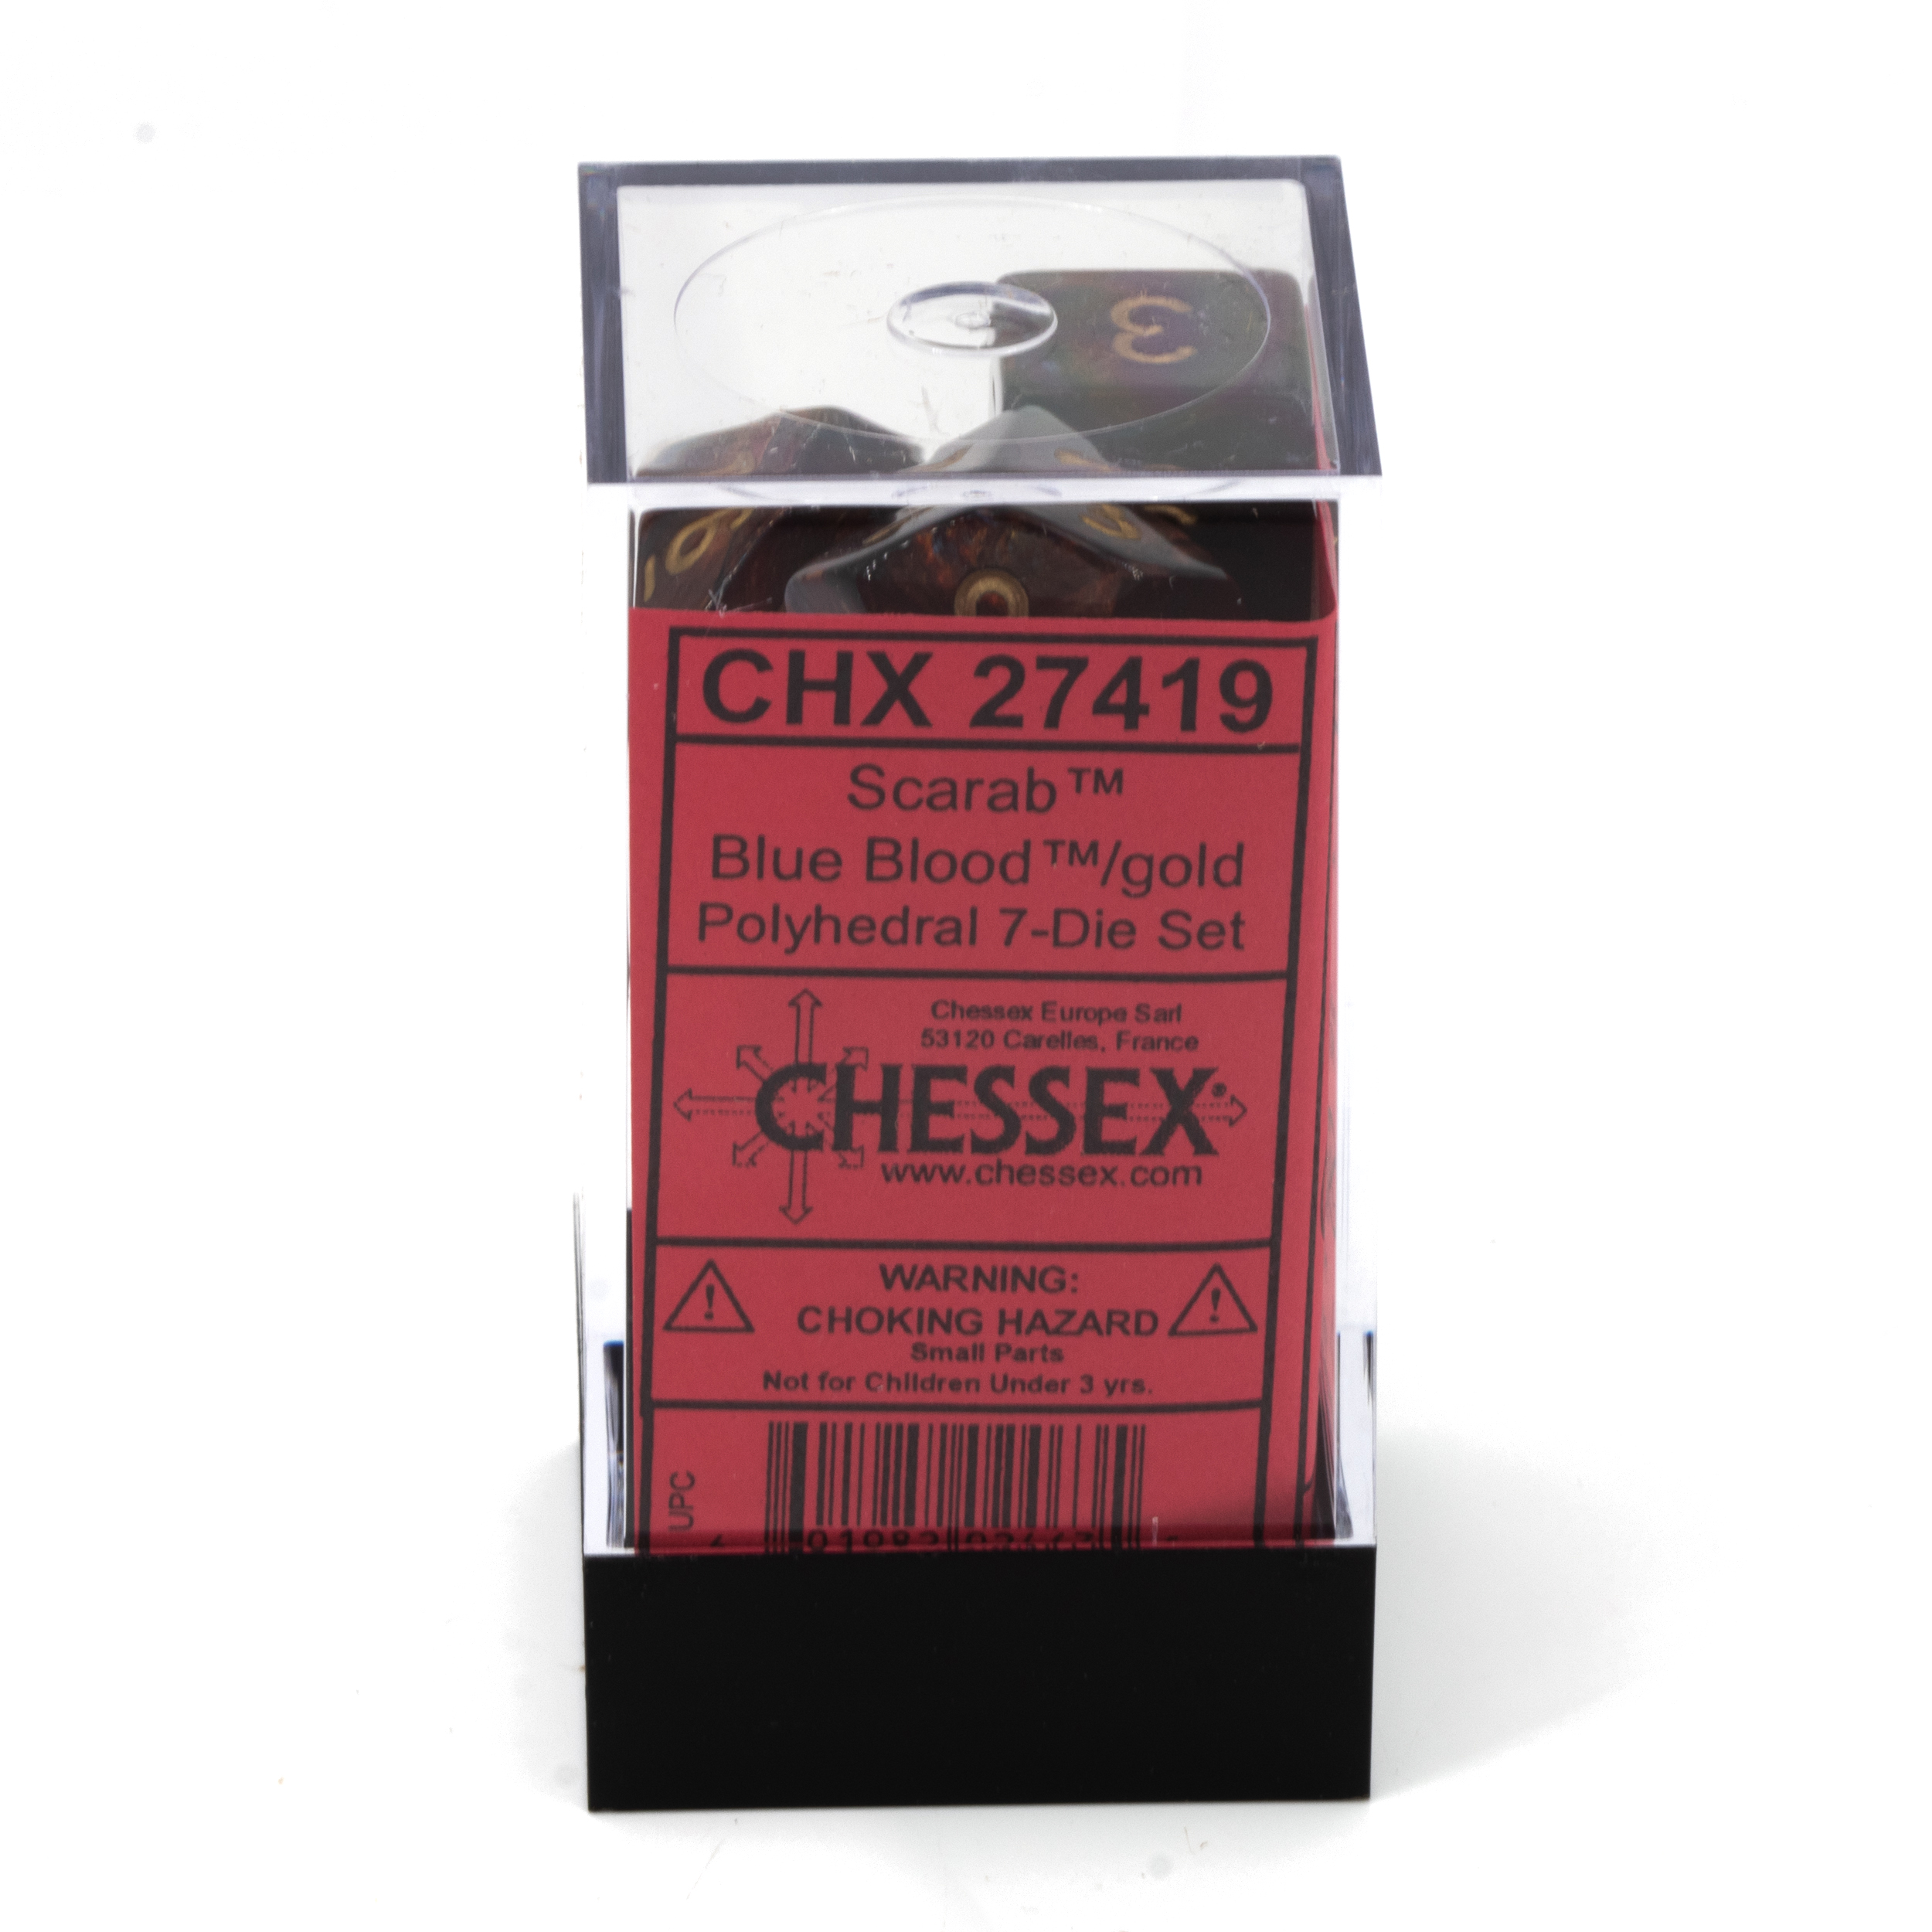 3
CHX 27419
Scarab™
Blue Blood™/gold
Polyhedral 7-Die Set
Chessex Europe Sarl
53120 Carelles, France
CHESSEX®
www.chessex.com
WARNING:
CHOKING HAZARD
Small Parts
Not for Children Under 3 yrs.
UPC